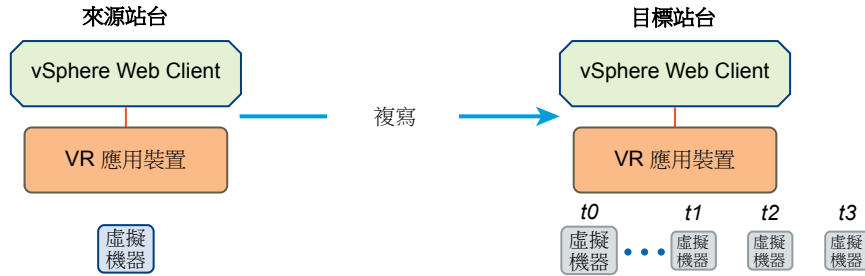 來源站台
目標站台
vSphere Web Client
vSphere Web Client
複寫
VR 應用裝置
VR 應用裝置
t0
t1
t2
t3
虛擬
機器
虛擬
機器
虛擬
機器
虛擬
機器
虛擬
機器